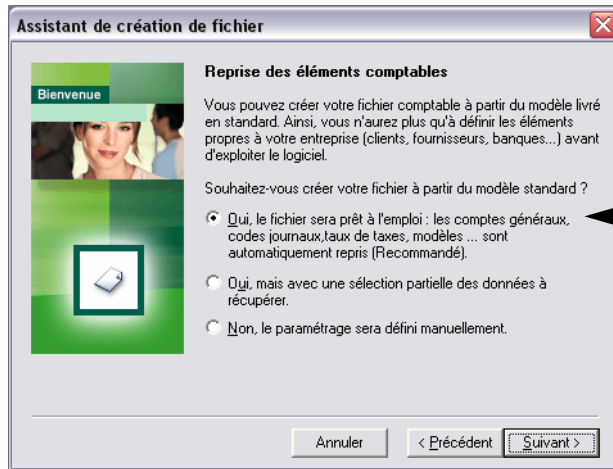 Assistant de création de fichier
Bienvenue
Reprise des éléments comptables
Vous pouvez créer votre fichier comptable à partir du modèle livré
en standard. Ainsi, vous n'aurez plus qu'à définir les éléments
propres à votre entreprise (clients, fournisseurs, banques...) avant
d'exploiter le logiciel.
Souhaitez-vous créer votre fichier à partir du modèle standard ?
Oui, le fichier sera prêt à l'emploi : les comptes généraux,
codes journaux,taux de taxes, modèles ... sont
automatiquement repris (Recommandé).
Oui, mais avec une sélection partielle des données à
récupérer.
Non, le paramétrage sera défini manuellement.
Annuler
< Précédent
Suivant >